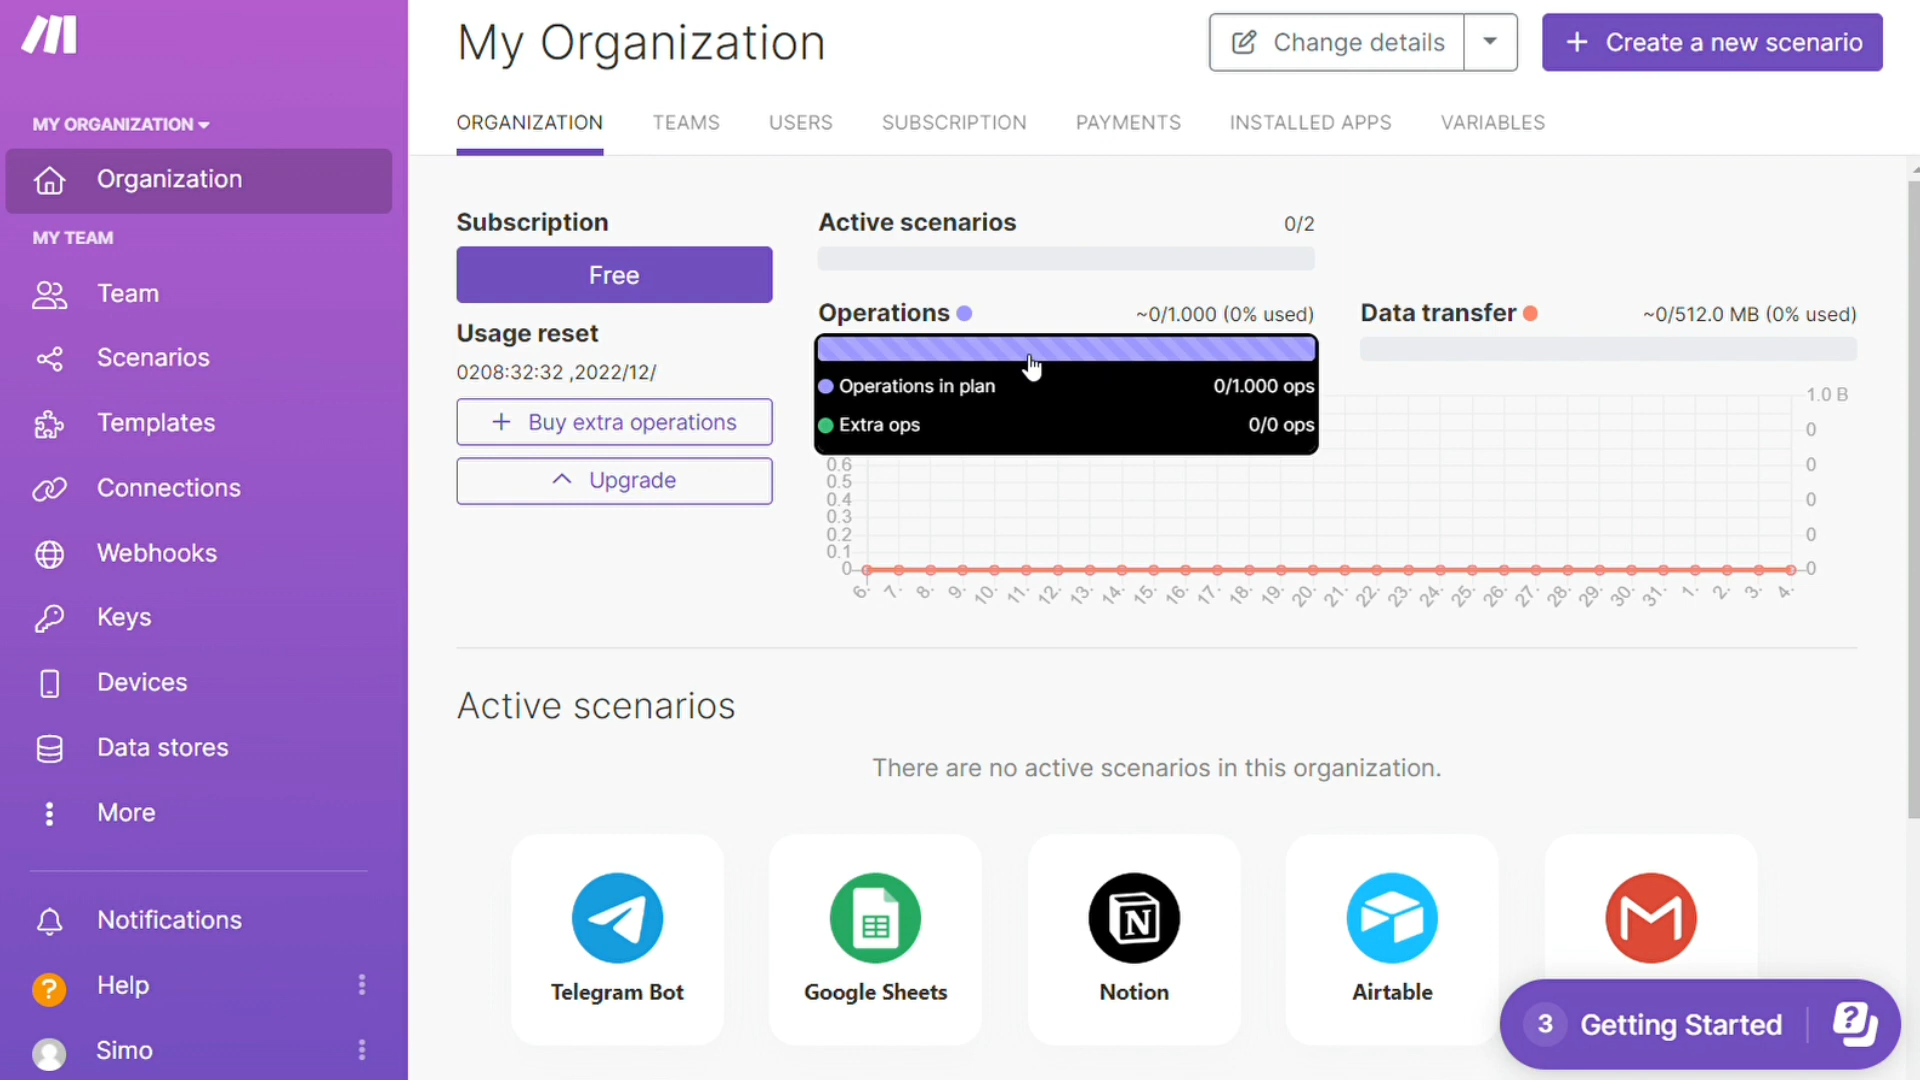 My Organization
Change details
+ Create a new scenario
MY ORGANIZATION
ORGANIZATION TEAMS USERS SUBSCRIPTION PAYMENTS INSTALLED APPS VARIABLES
Organization
MY TEAM
Team
Scenarios
Templates
Connections
Webhooks
Keys
Devices
Data stores
More
Notifications
? Help
Simo
Subscription
Free
Usage reset
0208:32:32 ,2022/12/
+ Buy extra operations
Upgrade
Active scenarios 0/2
Operations ~0/1.000 (0% used)
Data transfer ~0/512.0 MB (0% used)
Operations in plan 0/1.000 ops
Extra ops 0/0 ops
0.6
0.5
0.4
0.3
0.2
0.1
0
1.0 B
0
0
0
0
0
6. 7. 8. 9. 10. 11. 12. 13. 14. 15. 16. 17. 18. 19. 20. 21. 22. 23. 24. 25. 26. 27. 28. 29. 30. 31. 1. 2. 3. 4.
Active scenarios
There are no active scenarios in this organization.
N
Telegram Bot
Google Sheets
Notion
Airtable
3 Getting Started ?